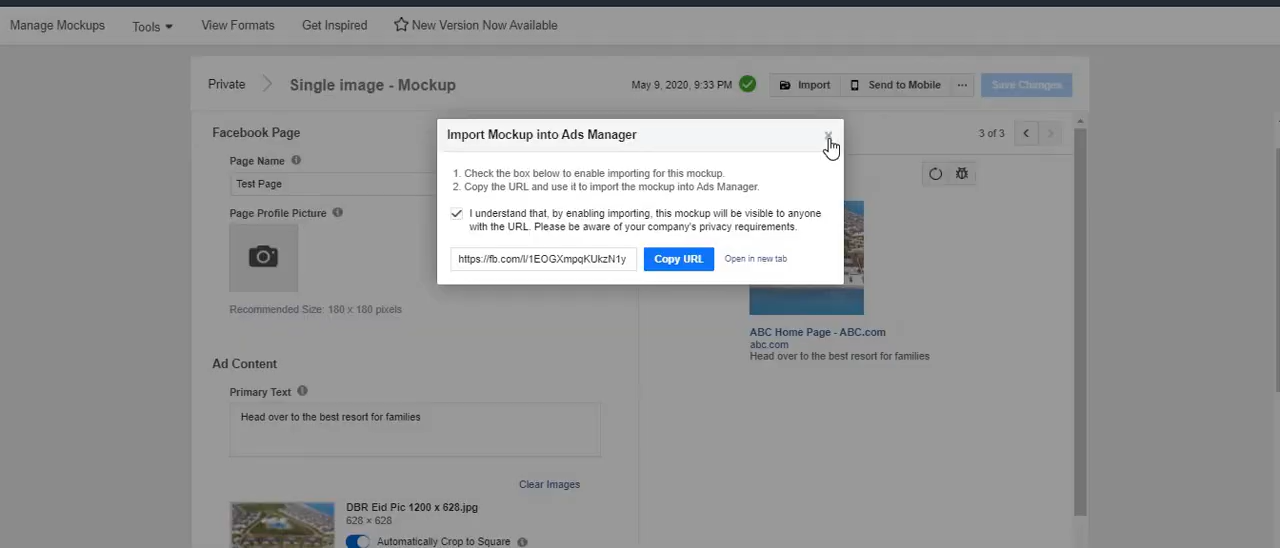 Manage Mockups Tools View Formats Get Inspired New Version Now Available
Private Single image - Mockup May 9, 2020, 9:33 PM Import Send to Mobile ... Save Changes
Facebook Page
Page Name
Test Page
Page Profile Picture
Recommended Size: 180 x 180 pixels
Ad Content
Primary Text
Head over to the best resort for families
Clear Images
DBR Eid Pic 1200 x 628.jpg
628 × 628
Automatically Crop to Square
Import Mockup into Ads Manager
1. Check the box below to enable importing for this mockup.
2. Copy the URL and use it to import the mockup into Ads Manager.
I understand that, by enabling importing, this mockup will be visible to anyone
with the URL. Please be aware of your company's privacy requirements.
https://fb.com/l/1EOGXmpqKUkzN1y Copy URL Open in new tab
3 of 3
ABC Home Page - ABC.com
abc.com
Head over to the best resort for families